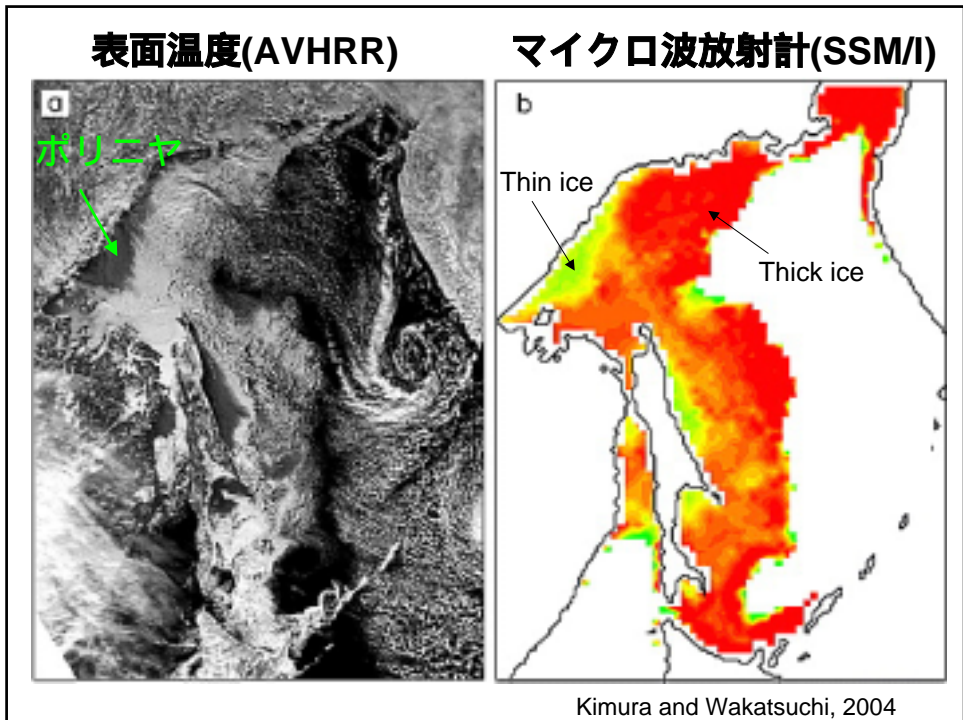 表面温度(AVHRR)
マイクロ波放射計(SSM/I)
a
ポリニヤ
b
Thin ice
Thick ice
Kimura and Wakatsuchi, 2004